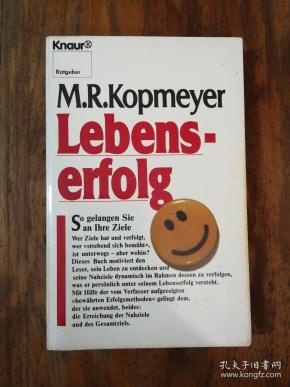 Knaur®
Ratgeber
M.R.Kopmeyer
Lebens-
erfolg
So gelangen Sie
an Ihre Ziele
Wer Ziele hat und verfolgt,
wer »strebend sich bemüht«,
ist unterwegs – aber wohin?
Dieses Buch motiviert den
Leser, sein Leben zu entdecken und
seine Nahziele dynamisch im Rahmen dessen zu verfolgen,
was er persönlich unter seinem Lebenserfolg versteht.
Mit Hilfe der vom Verfasser aufgezeigten
»bewährten Erfolgsmethoden« gelingt dem,
der sie anwendet, beides:
die Erreichung der Nahziele
und des Gesamtziels.
孔夫子旧书网